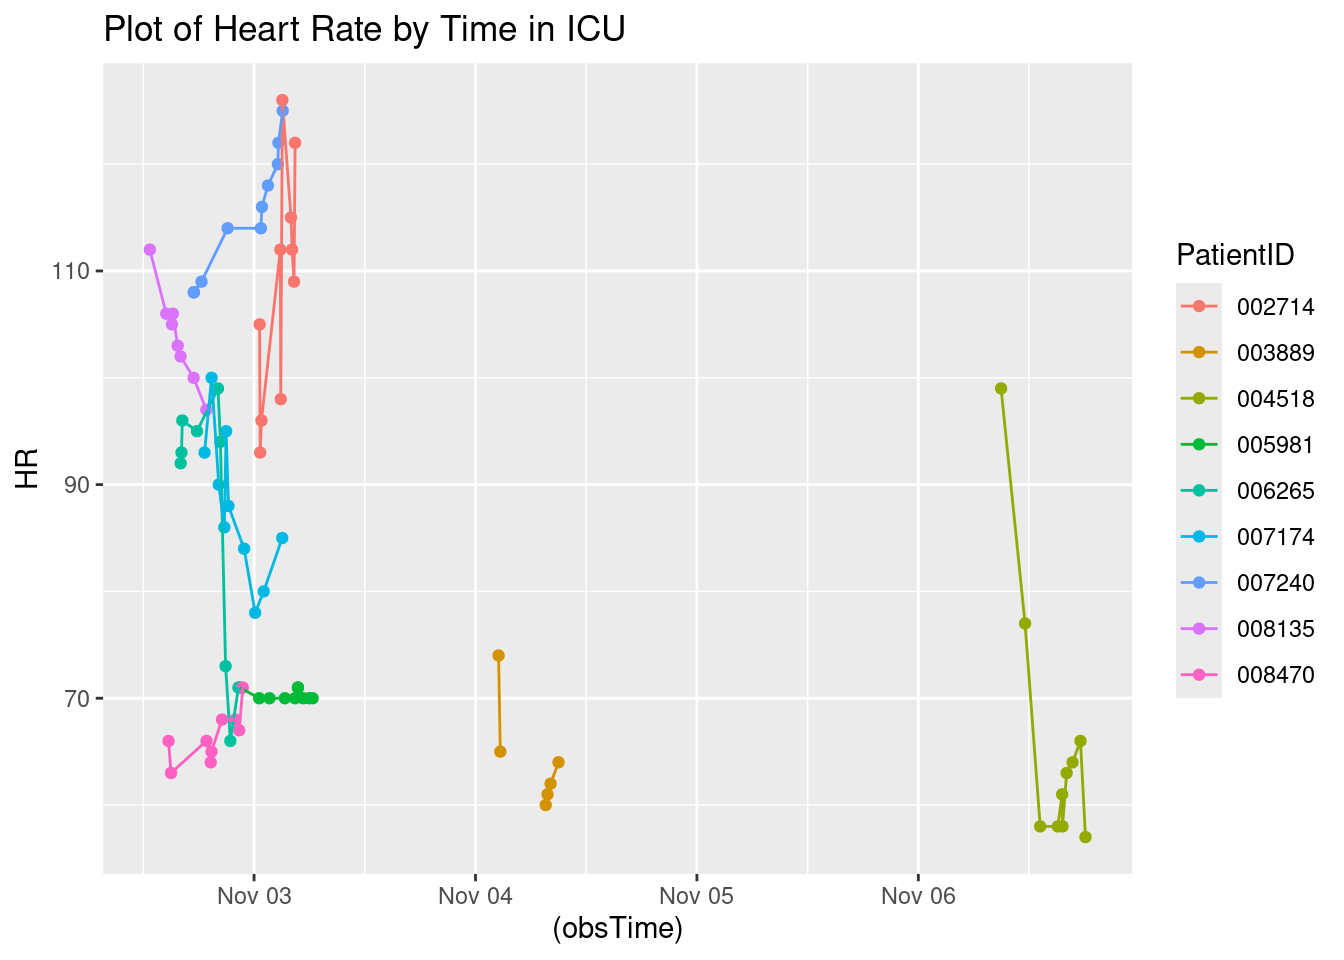 Plot of Heart Rate by Time in ICU
HR
110
90
70
Nov 03
Nov 04
Nov 05
Nov 06
(obsTime)
PatientID
002714
003889
004518
005981
006265
007174
007240
008135
008470